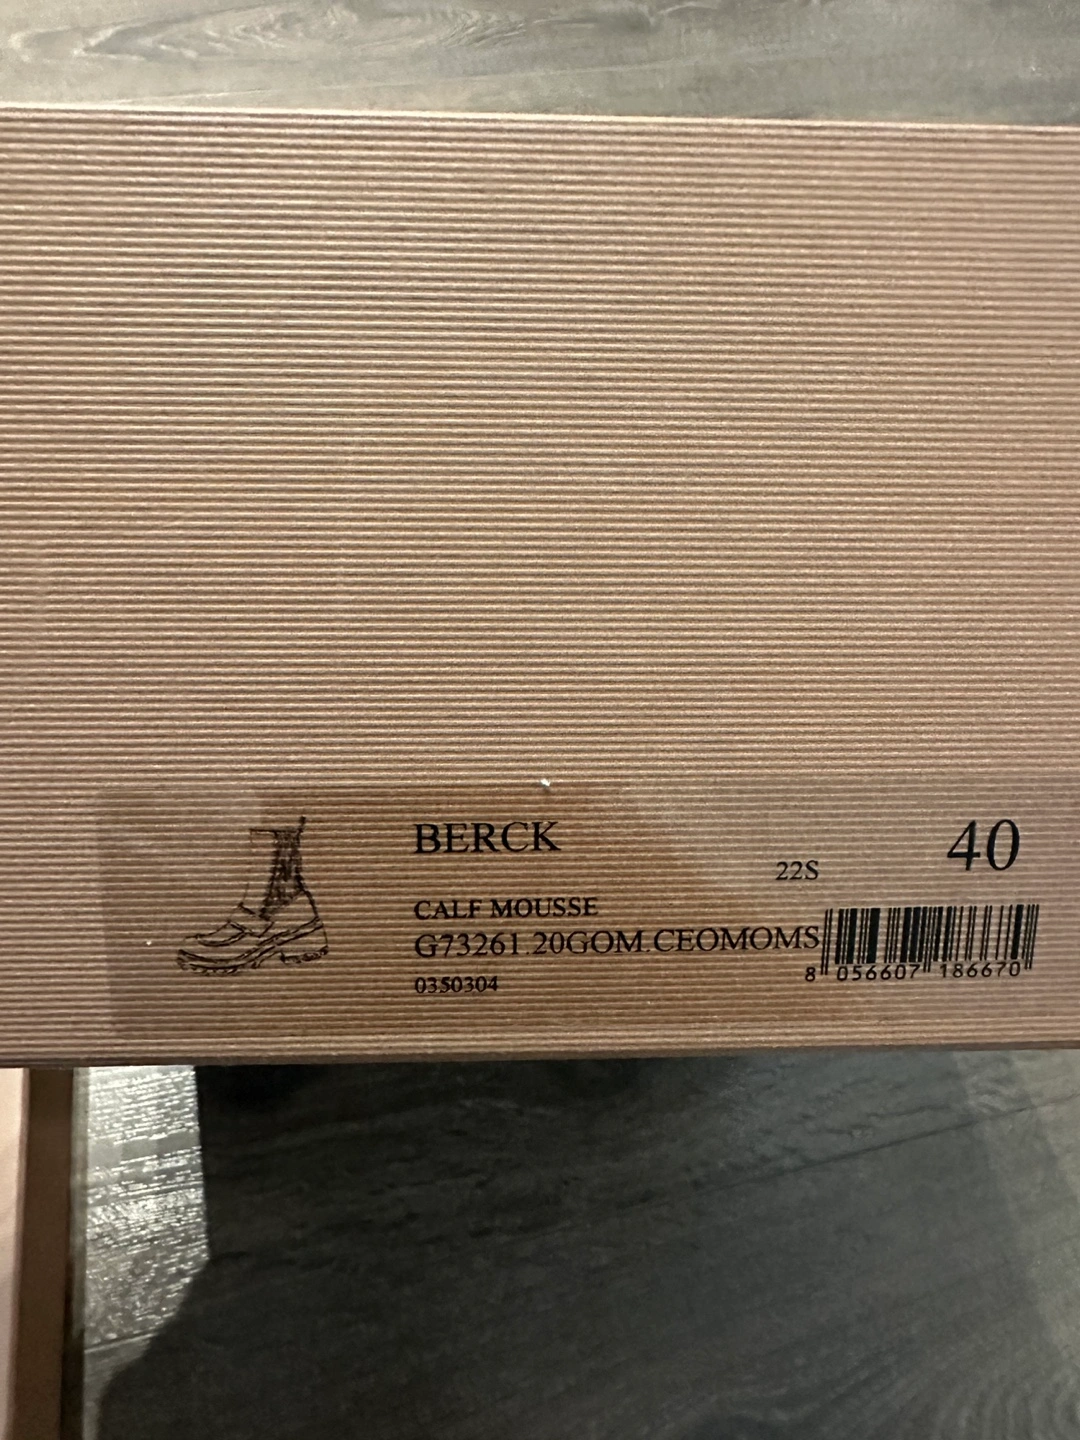 BERCK
22S
40
CALF MOUSSE
G73261.20GOM.CEOMOMS
0350304
8 056607 186670